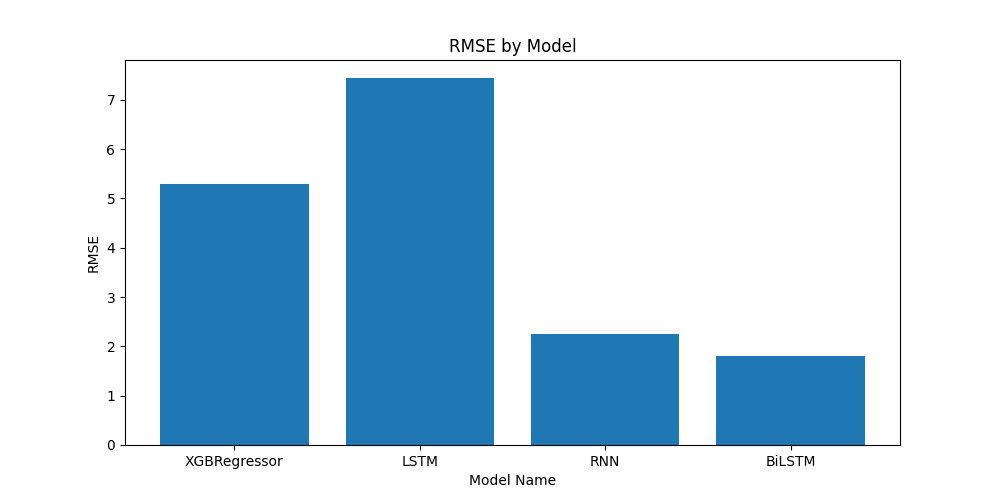 RMSE by Model
RMSE
7
6
5
4
3
2
1
0
XGBRegressor
LSTM
RNN
BiLSTM
Model Name